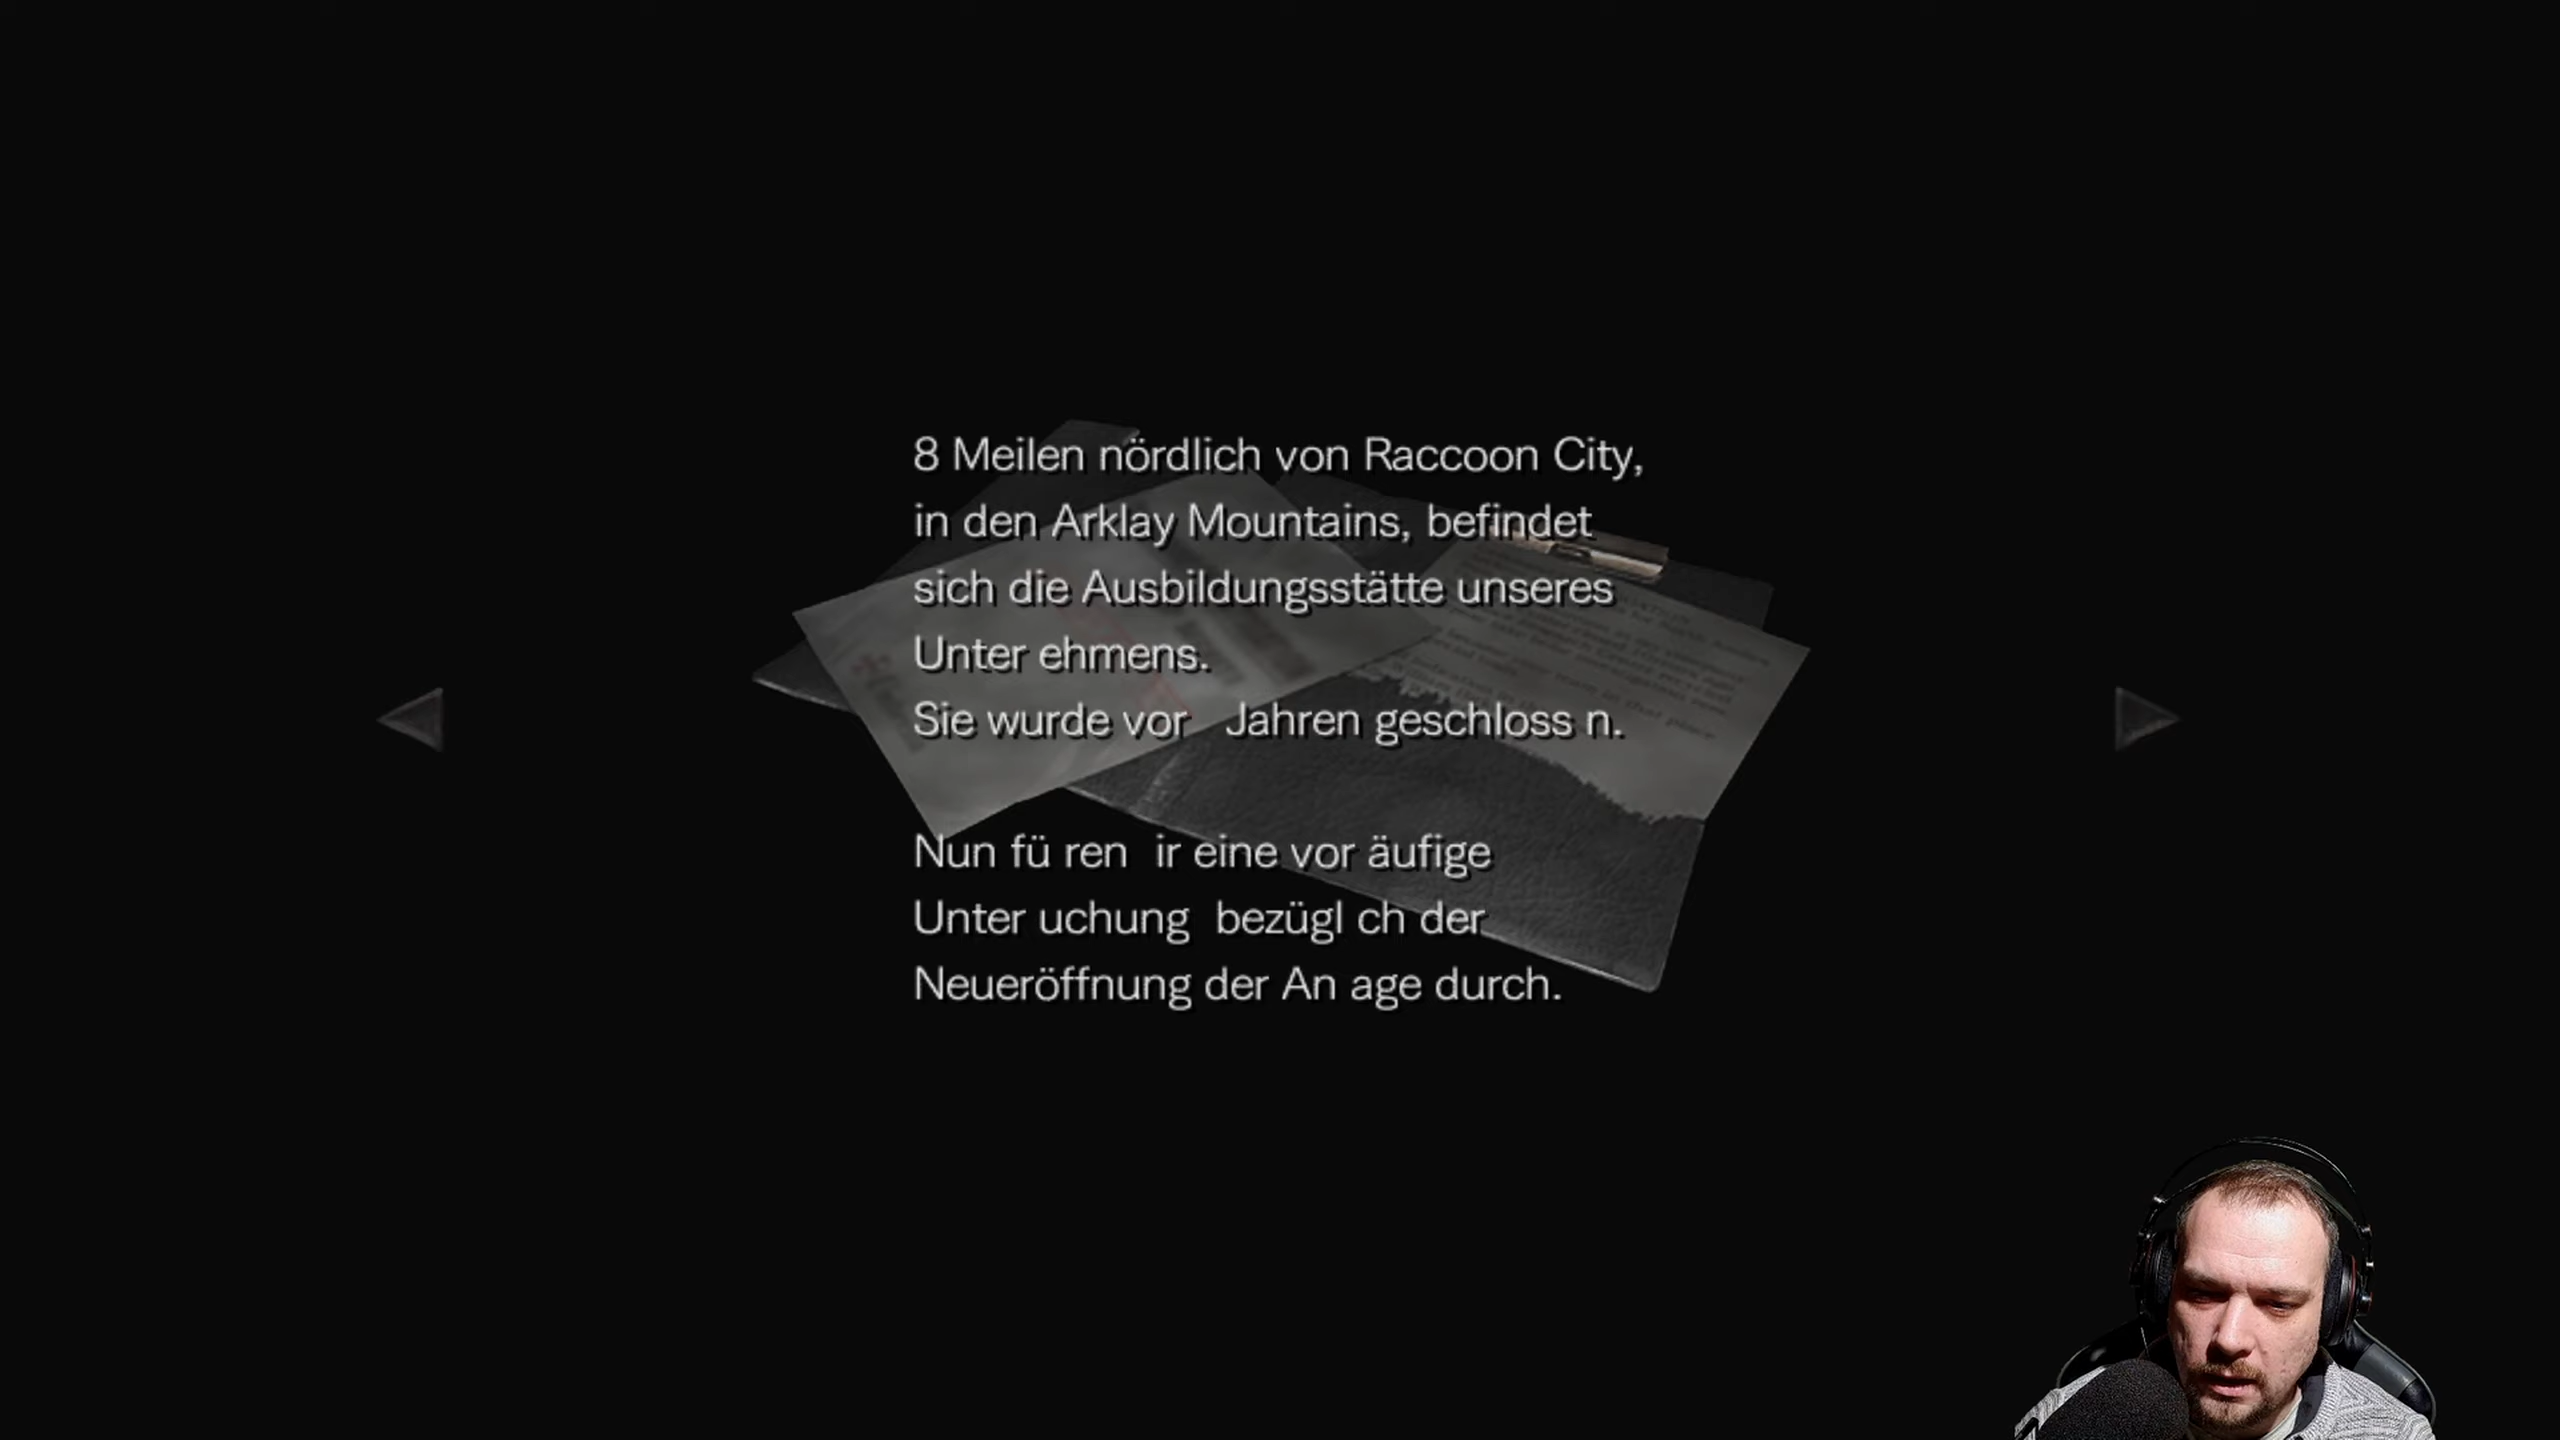 8 Meilen nördlich von Raccoon City,
in den Arklay Mountains, befindet
sich die Ausbildungsstätte unseres
Unter ehmens.
Sie wurde vor   Jahren geschloss n.
Nun fü ren  ir eine vor äufige
Unter uchung  bezügl ch der
Neueröffnung der An age durch.